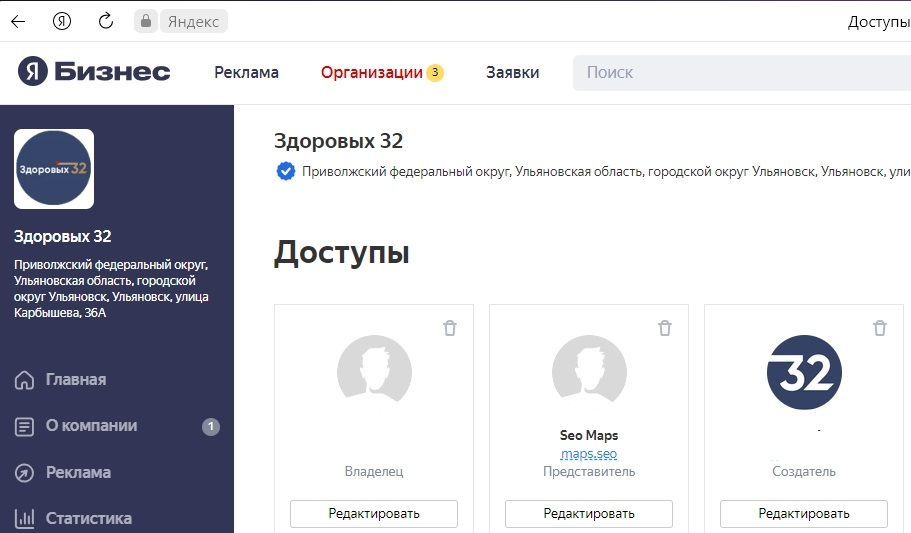 Яндекс
Доступы
Я Бизнес
Реклама
Организации 3
Заявки
Поиск
Здоровых 32
Здоровых 32
Приволжский федеральный округ,
Ульяновская область, городской
округ Ульяновск, Ульяновск, улица
Карбышева, 36А
Главная
О компании 1
Реклама
Статистика
Здоровых 32
Приволжский федеральный округ, Ульяновская область, городской округ Ульяновск, Ульяновск, ули
Доступы
Владелец
Редактировать
Seo Maps
maps.seo
Представитель
Редактировать
32
Создатель
Редактировать